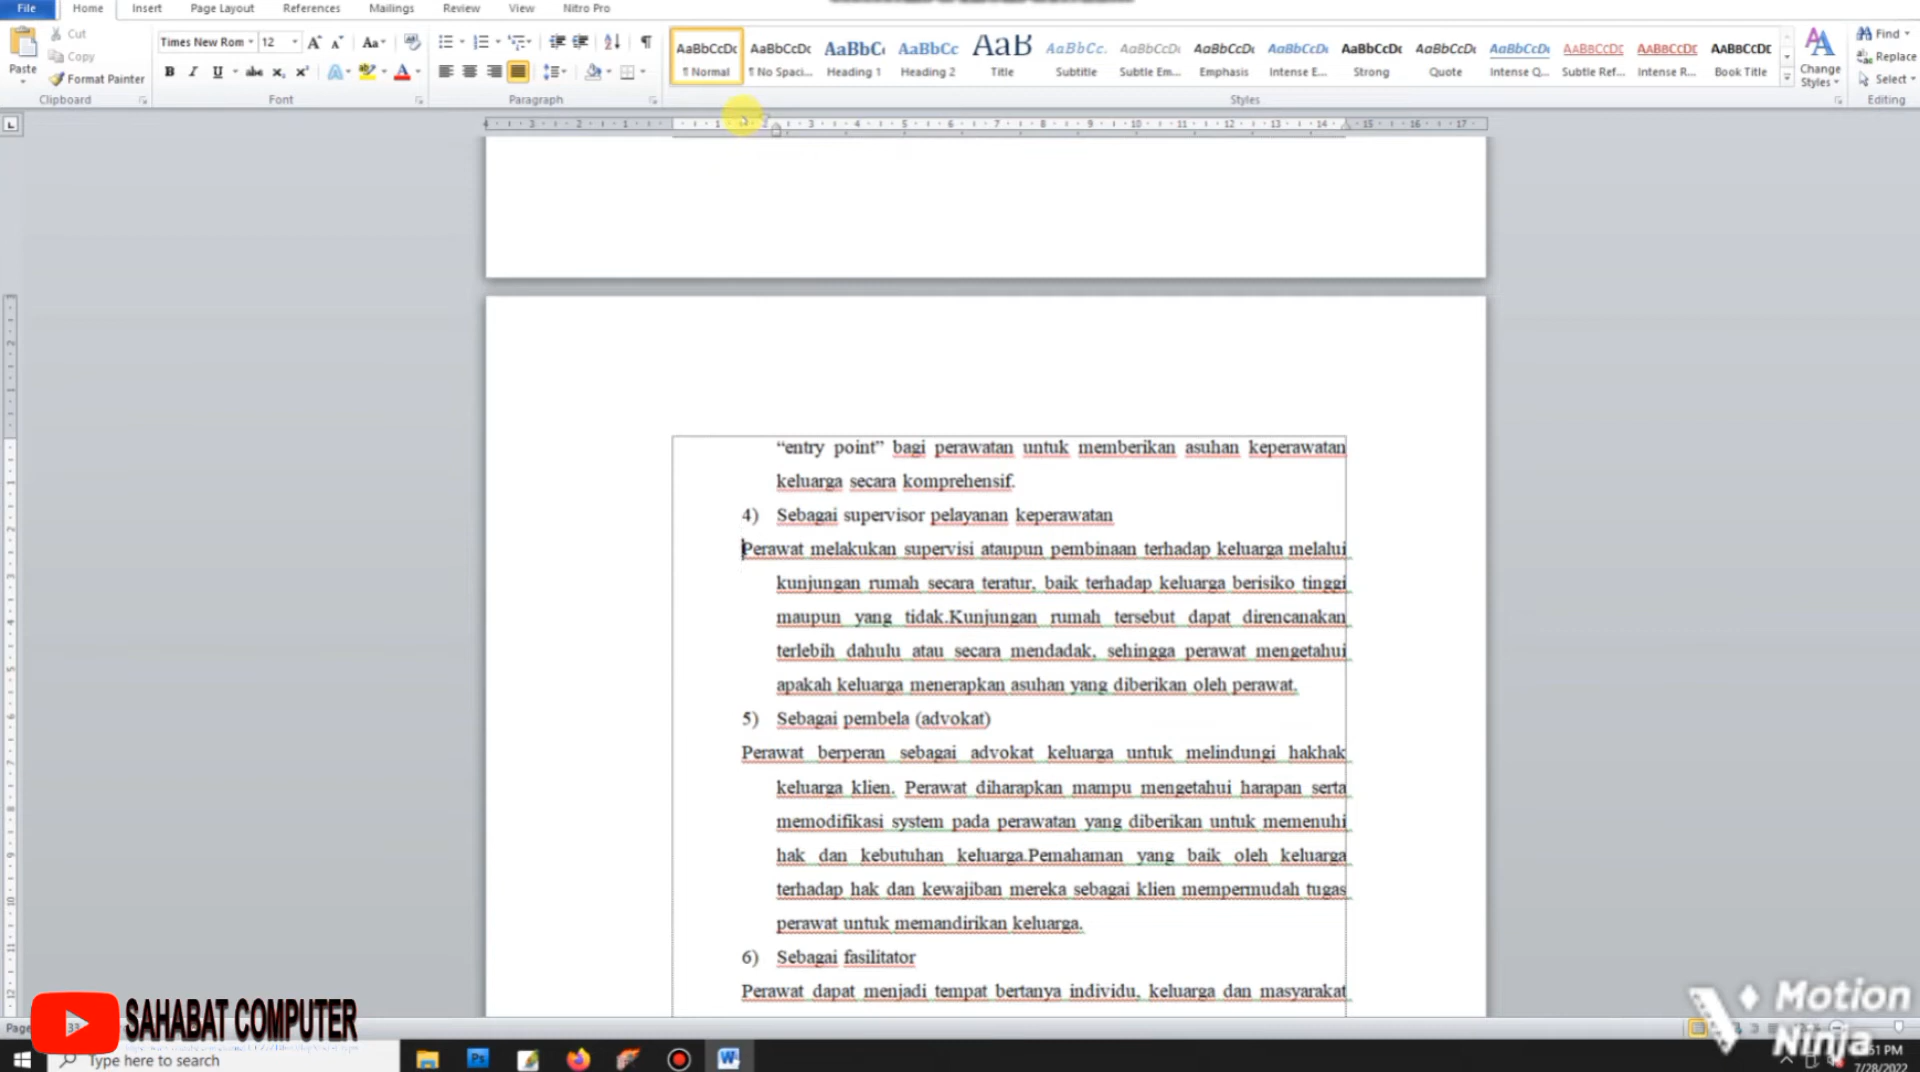 File Home Insert Page Layout References Mailings Review View Nitro Pro
Cut
Copy
Format Painter
Paste
Clipboard
Times New Rom 12
Font
Paragraph
AaBbCcDc AaBbCcDc AaBbC AaBbCc AaB AaBbCc. AaBbCcDc AaBbCcDc AaBbCcDc AaBbCcDc AaBbCcDc AaBbCcDc AaBbCcDc AaBbCcDc AaBbCcDc
¶ Normal ¶ No Spaci... Heading 1 Heading 2 Title Subtitle Subtle Em... Emphasis Intense E... Strong Quote Intense Q... Subtle Ref... Intense R... Book Title
Styles
Change Styles
Find
Replace
Select
Editing
“entry point” bagi perawatan untuk memberikan asuhan keperawatan
keluarga secara komprehensif.
4) Sebagai supervisor pelayanan keperawatan
Perawat melakukan supervisi ataupun pembinaan terhadap keluarga melalui
kunjungan rumah secara teratur, baik terhadap keluarga berisiko tinggi
maupun yang tidak.Kunjungan rumah tersebut dapat direncanakan
terlebih dahulu atau secara mendadak, sehingga perawat mengetahui
apakah keluarga menerapkan asuhan yang diberikan oleh perawat.
5) Sebagai pembela (advokat)
Perawat berperan sebagai advokat keluarga untuk melindungi hakhak
keluarga klien. Perawat diharapkan mampu mengetahui harapan serta
memodifikasi system pada perawatan yang diberikan untuk memenuhi
hak dan kebutuhan keluarga.Pemahaman yang baik oleh keluarga
terhadap hak dan kewajiban mereka sebagai klien mempermudah tugas
perawat untuk memandirikan keluarga.
6) Sebagai fasilitator
Perawat dapat menjadi tempat bertanya individu, keluarga dan masyarakat
SAHABAT COMPUTER
Motion
Ninja
Type here to search
7/28/2022